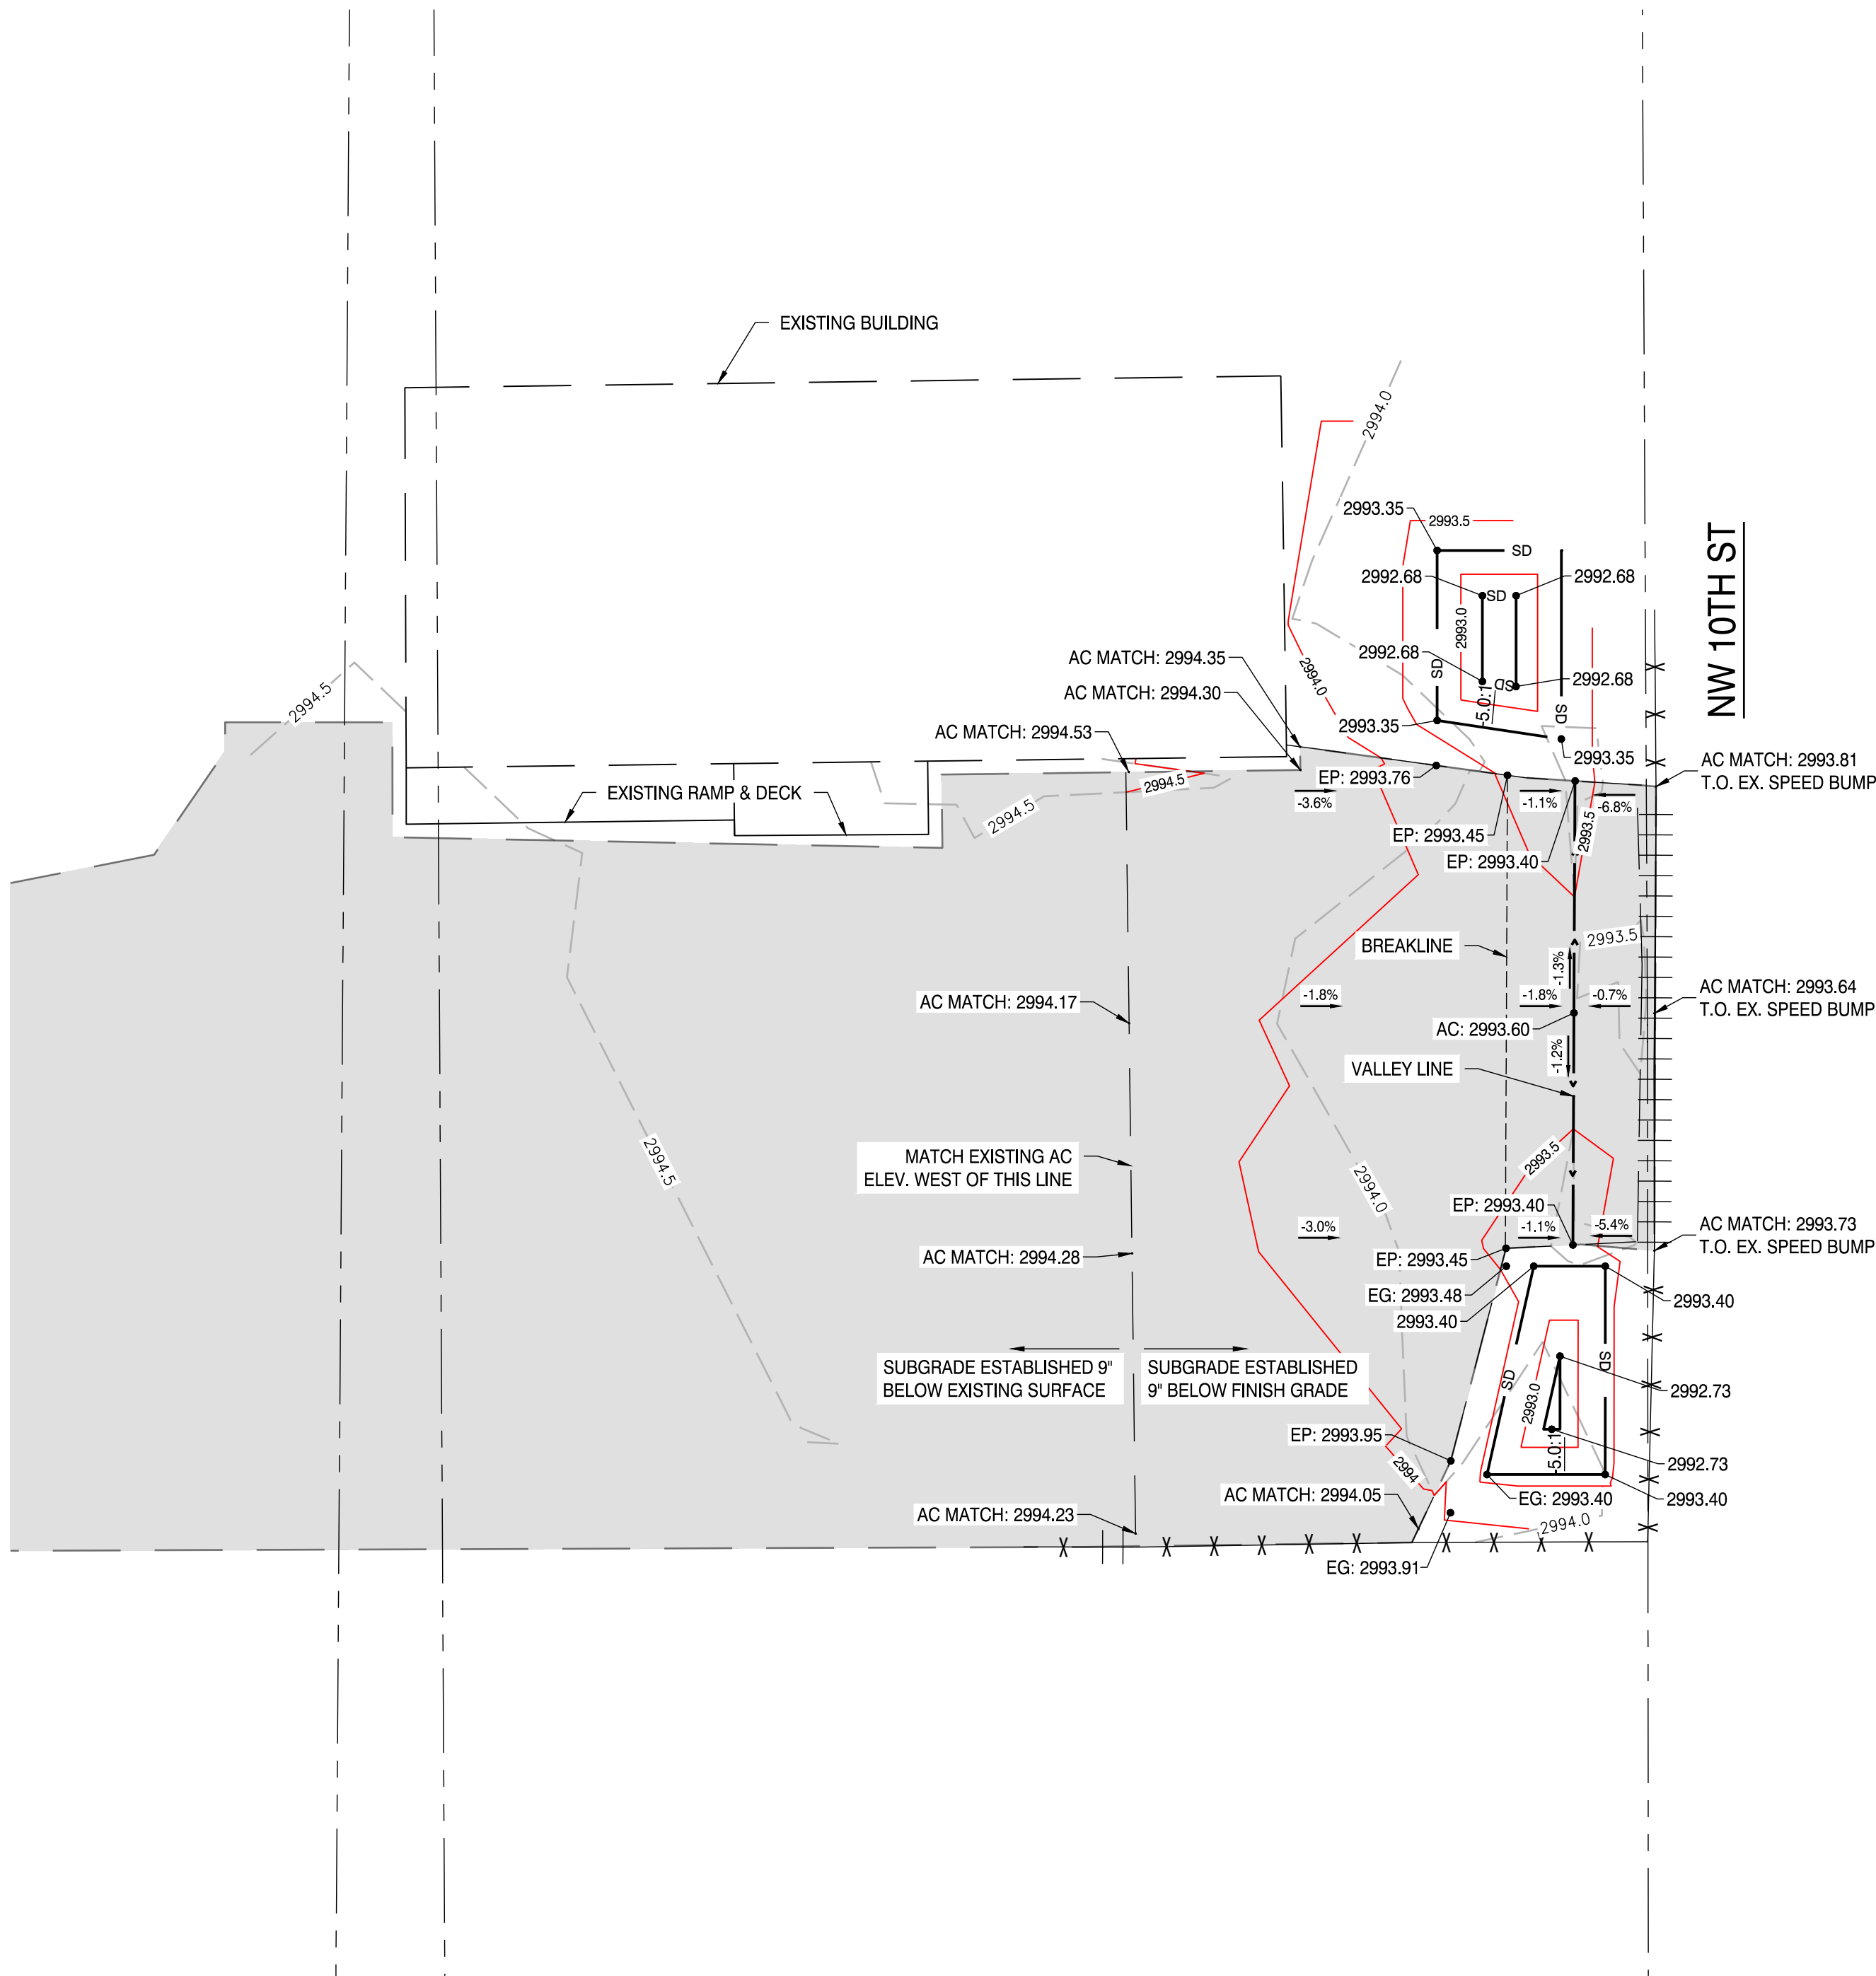 EXISTING BUILDING
2994.0
NW 10TH ST
2993.35
2993.5
SD
2992.68
SD
2992.68
2993.0
2994.0
SD
2992.68
SD
2992.68
-5.0:1
SD
2993.35
2993.35
AC MATCH: 2994.35
AC MATCH: 2994.30
AC MATCH: 2994.53
2994.5
2994.5
EXISTING RAMP & DECK
2994.5
EP: 2993.76
-3.6%
-1.1%
-6.8%
AC MATCH: 2993.81
T.O. EX. SPEED BUMP
EP: 2993.45
2993.5
EP: 2993.40
BREAKLINE
2993.5
-1.3%
AC MATCH: 2994.17
-1.8%
-1.8%
-0.7%
AC MATCH: 2993.64
T.O. EX. SPEED BUMP
AC: 2993.60
-1.2%
VALLEY LINE
2994.5
MATCH EXISTING AC
ELEV. WEST OF THIS LINE
2994.0
2993.5
EP: 2993.40
-3.0%
-1.1%
-5.4%
AC MATCH: 2993.73
T.O. EX. SPEED BUMP
AC MATCH: 2994.28
EP: 2993.45
EG: 2993.48
2993.40
2993.40
SUBGRADE ESTABLISHED 9"
BELOW EXISTING SURFACE
SUBGRADE ESTABLISHED
9" BELOW FINISH GRADE
SD
SD
2992.73
2993.0
EP: 2993.95
-5.0:1
2992.73
2994
AC MATCH: 2994.05
EG: 2993.40
2993.40
AC MATCH: 2994.23
2994.0
EG: 2993.91